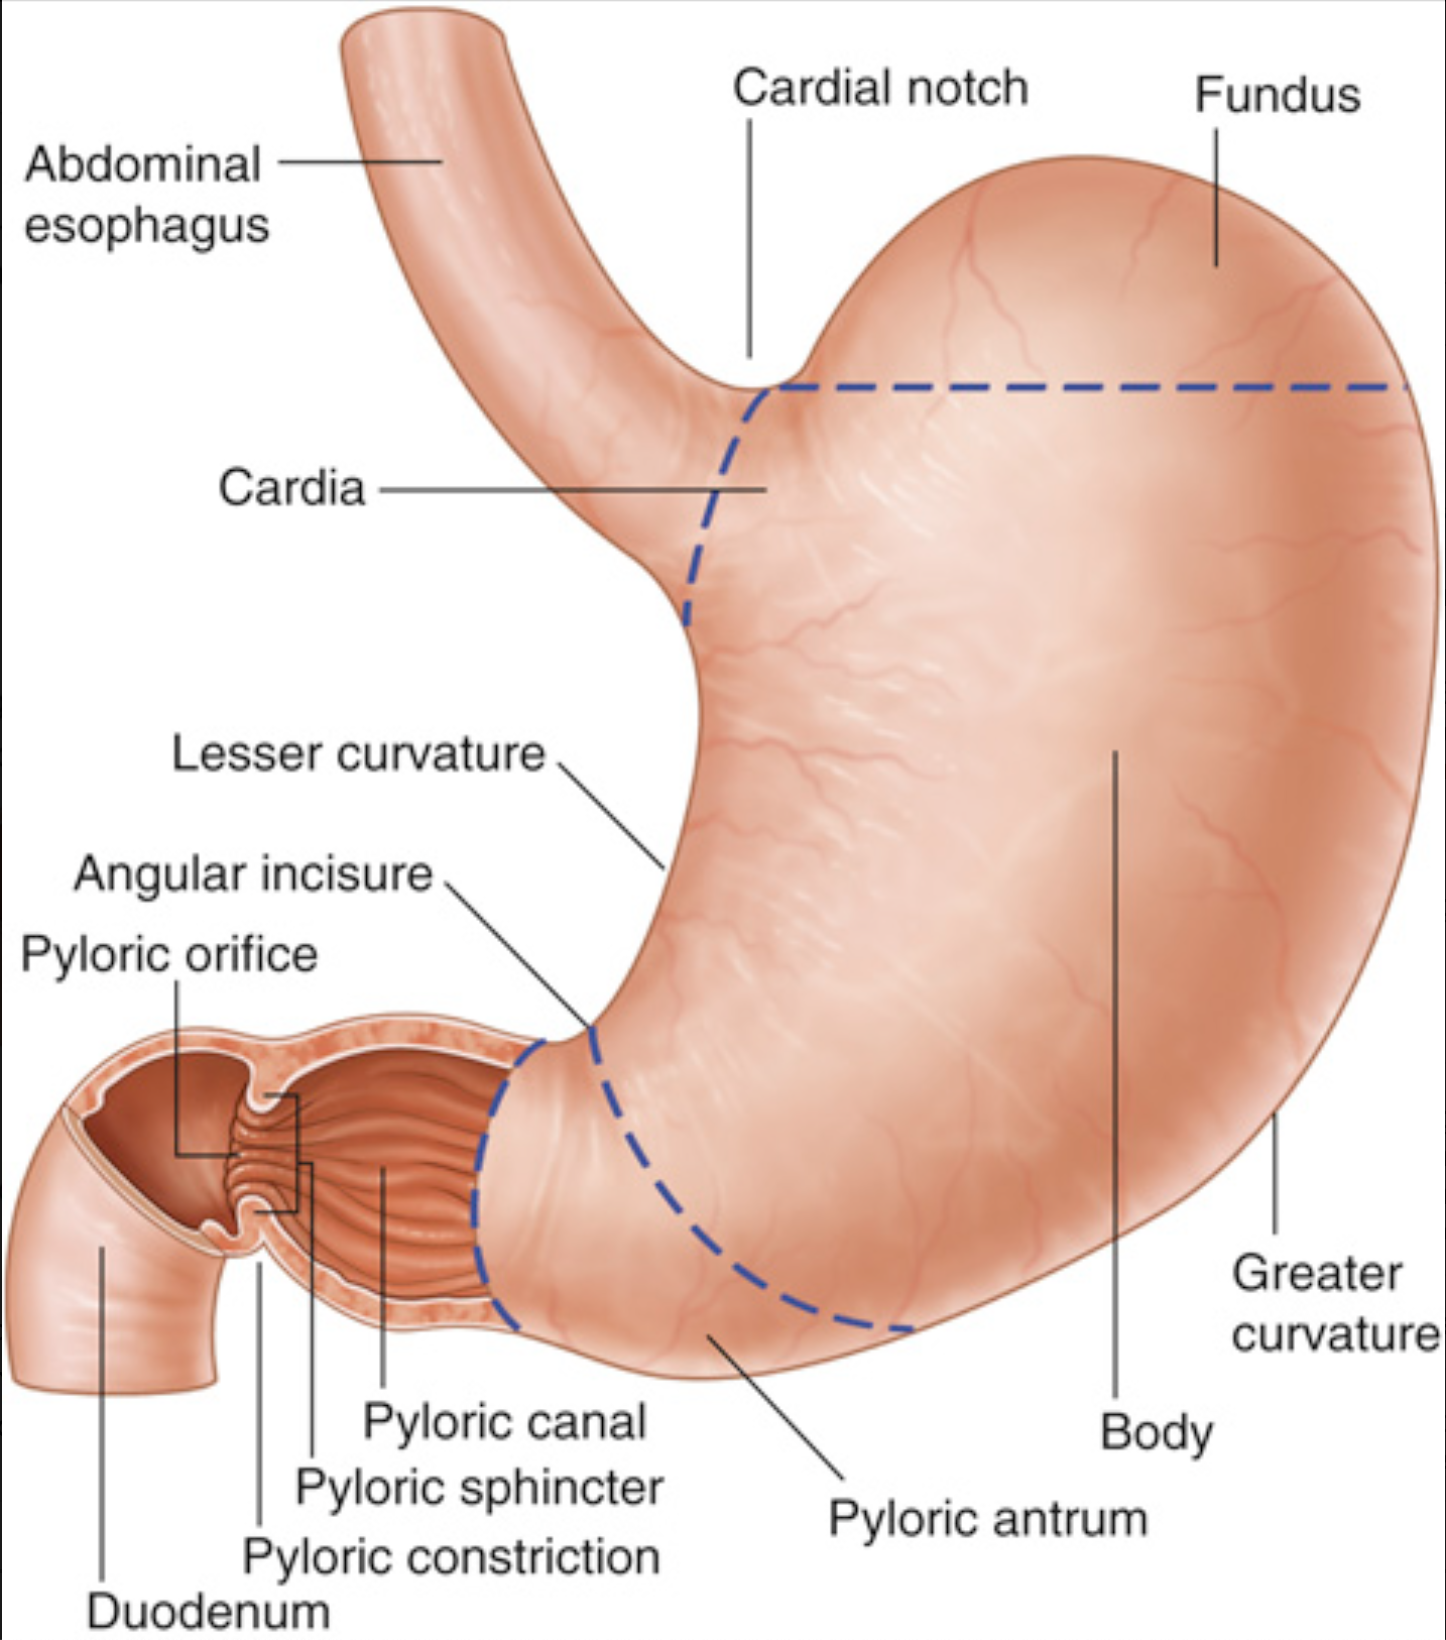 Cardial notch
Fundus
Abdominal
esophagus
Cardia
Lesser curvature
Angular incisure
Pyloric orifice
Greater
curvature
Pyloric canal
Body
Pyloric sphincter
Pyloric antrum
Pyloric constriction
Duodenum